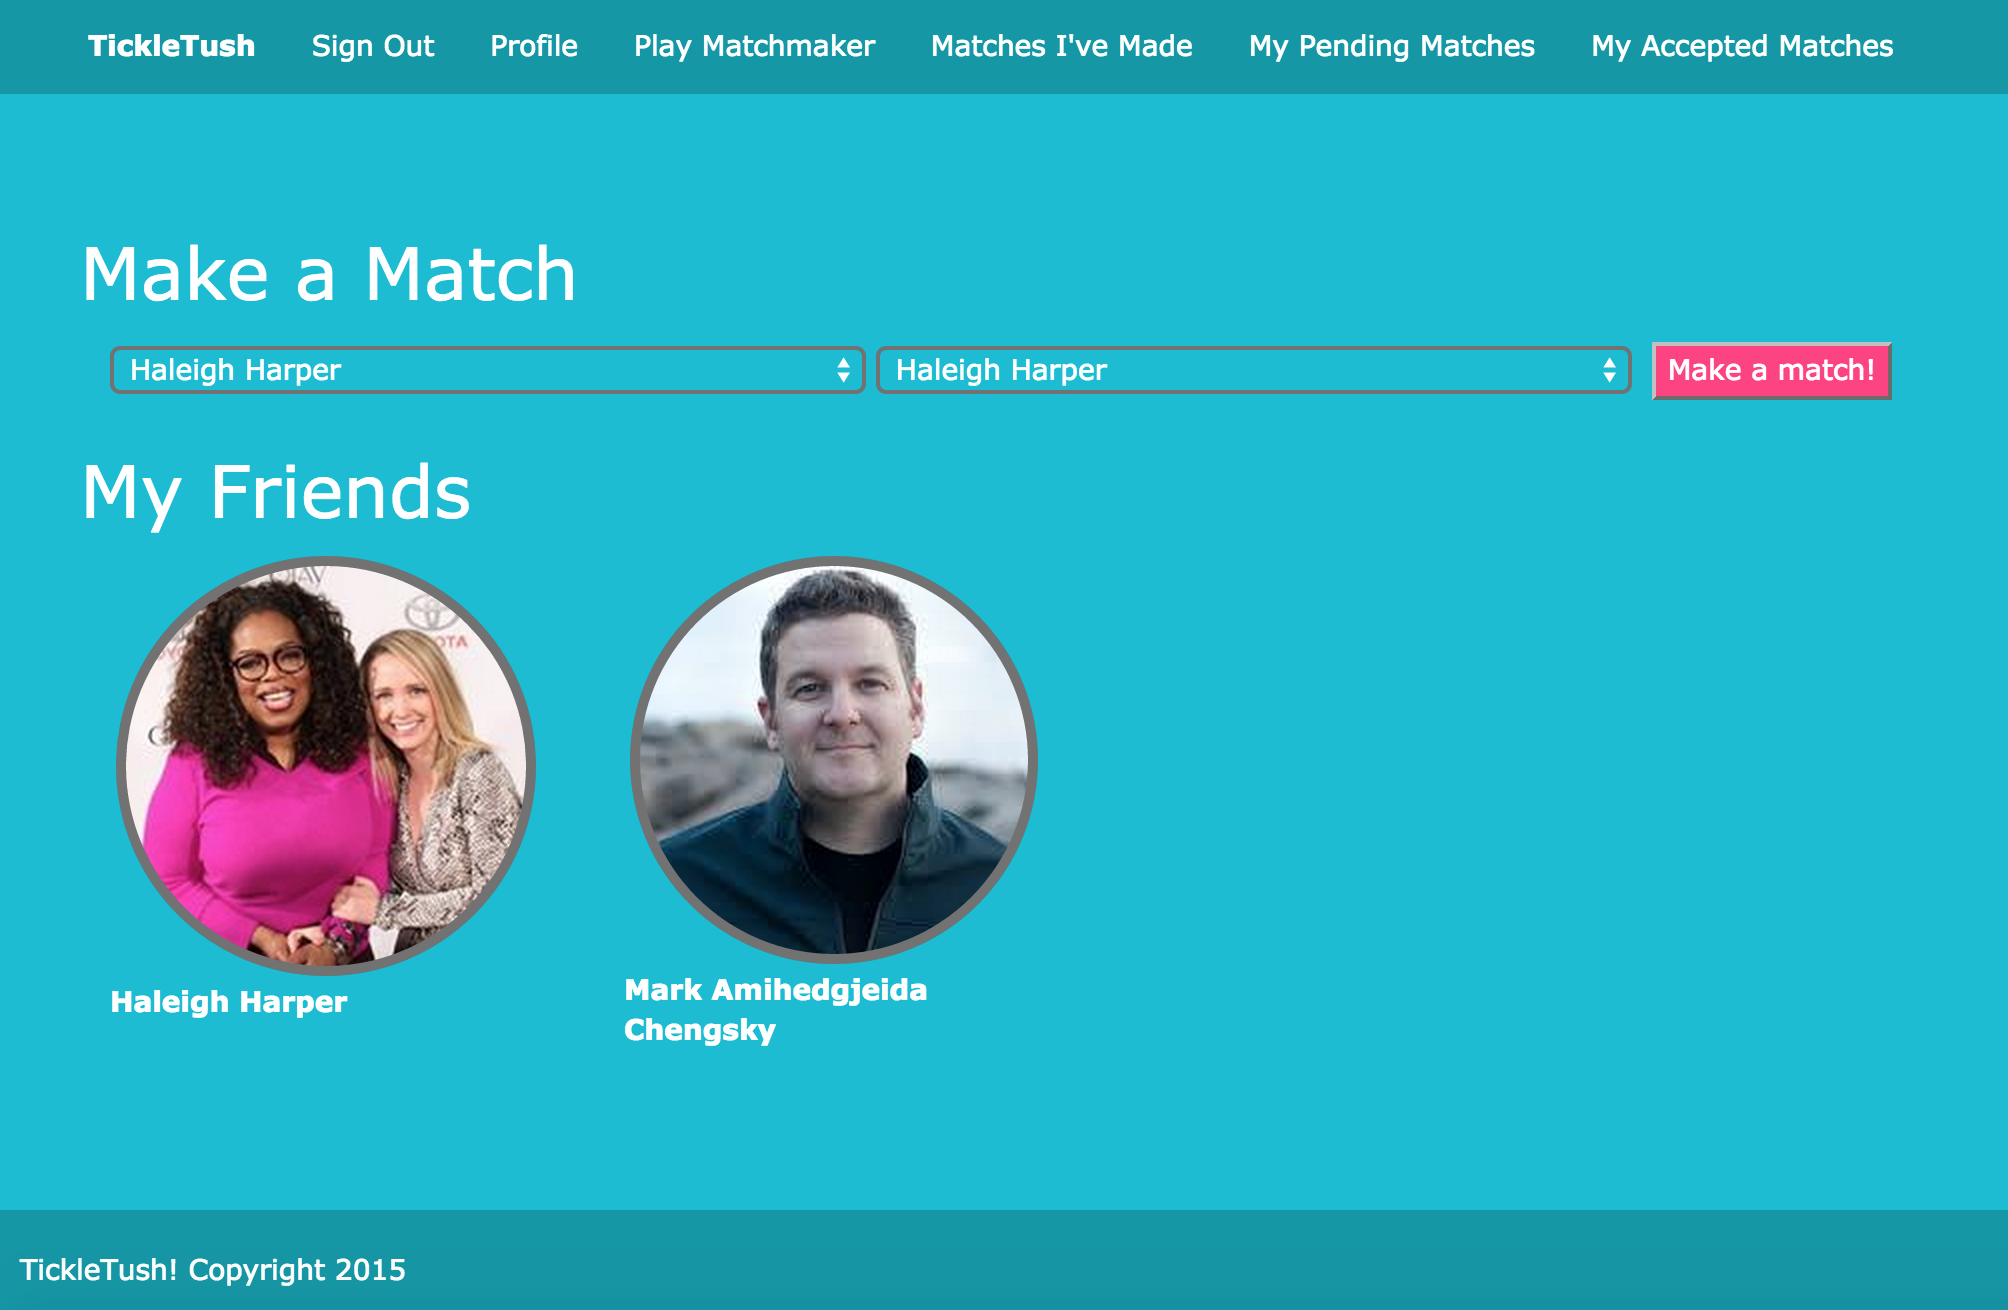 TickleTush Sign Out Profile Play Matchmaker Matches I've Made My Pending Matches My Accepted Matches
Make a Match
Haleigh Harper Haleigh Harper Make a match!
My Friends
Haleigh Harper
Mark Amihedgjeida
Chengsky
TickleTush! Copyright 2015